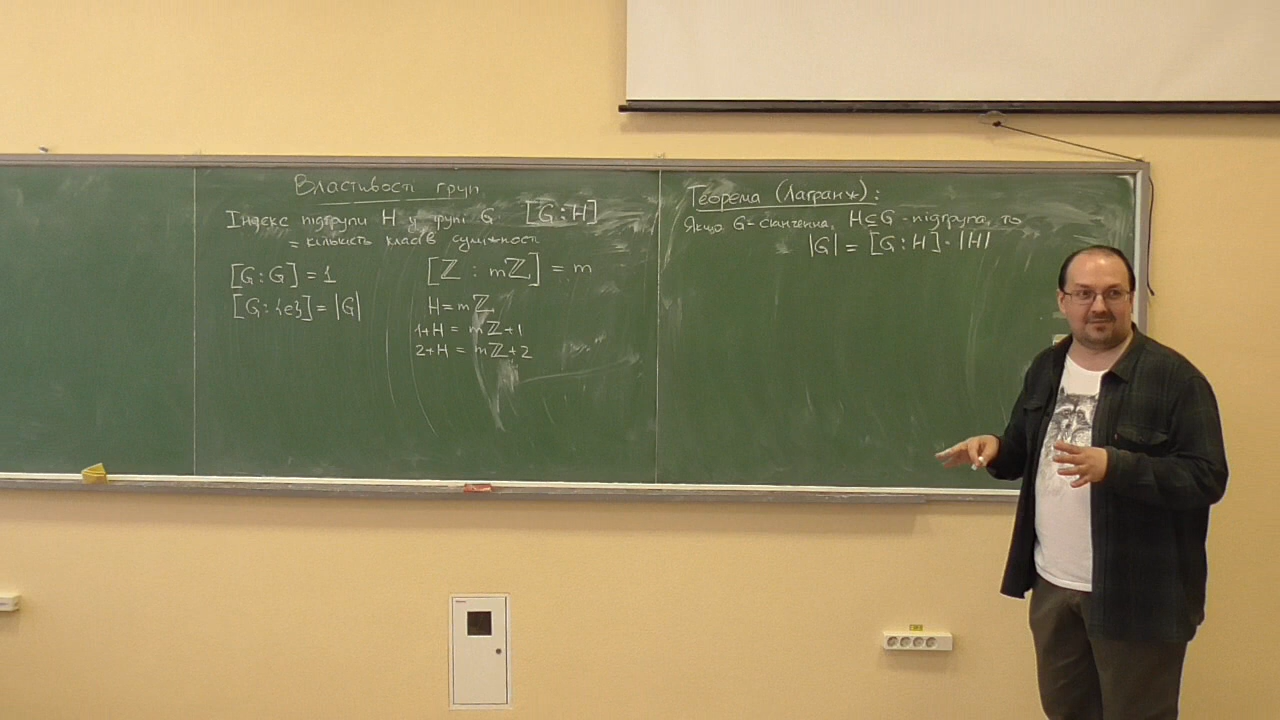 Властивості груп
Індекс підгрупи H у групі G [G:H]
= кількість класів суміжності
[G:G] = 1
[G:{e}] = |G|
[ℤ : mℤ] = m
H = mℤ
1+H = mℤ+1
2+H = mℤ+2
Теорема (Лагранж):
Якщо G - скінченна, H⊆G - підгрупа, то
|G| = [G:H]·|H|